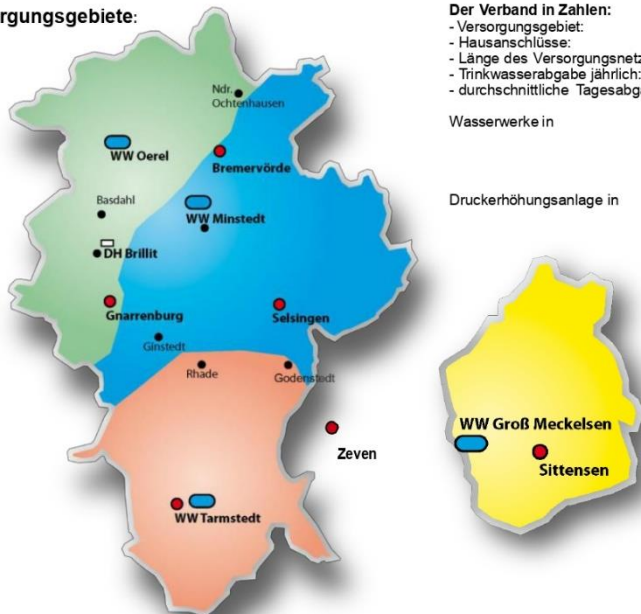 rgungsgebiete:
Der Verband in Zahlen:
- Versorgungsgebiet:
- Hausanschlüsse:
- Länge des Versorgungsnetz
- Trinkwasserabgabe jährlich:
- durchschnittliche Tagesabga
Wasserwerke in
Druckerhöhungsanlage in
Ndr.
Ochtenhausen
WW Oerel
Bremervörde
Basdahl
WW Minstedt
DH Brillit
Gnarrenburg
Selsingen
Ginstedt
Rhade
Godenstedt
Zeven
WW Tarmstedt
WW Groß Meckelsen
Sittensen